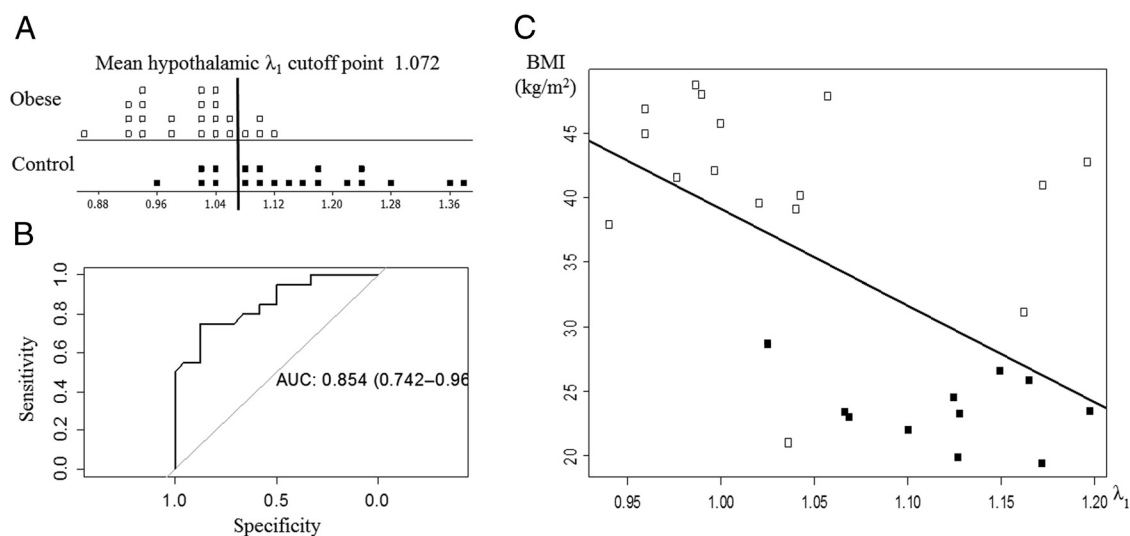 A
Mean hypothalamic λ1 cutoff point 1.072
Obese
Control
0.88 0.96 1.04 1.12 1.20 1.28 1.36
B
Sensitivity
0.0 0.2 0.4 0.6 0.8 1.0
AUC: 0.854 (0.742–0.96
1.0 0.5 0.0
Specificity
C
BMI
(kg/m²)
45
40
35
30
25
20
0.95 1.00 1.05 1.10 1.15 1.20 λ1